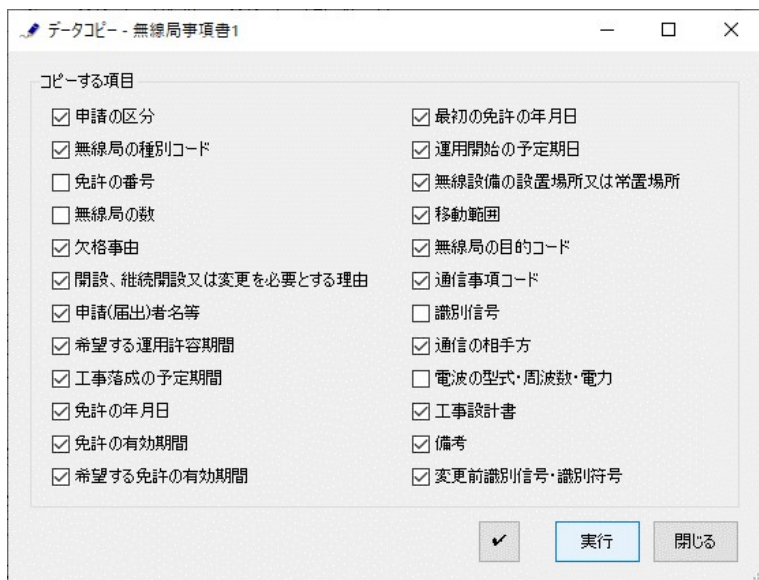 データコピー - 無線局事項書1
コピーする項目
申請の区分
無線局の種別コード
免許の番号
無線局の数
欠格事由
開設、継続開設又は変更を必要とする理由
申請(届出)者名等
希望する運用許容期間
工事落成の予定期間
免許の年月日
免許の有効期間
希望する免許の有効期間
最初の免許の年月日
運用開始の予定期日
無線設備の設置場所又は常置場所
移動範囲
無線局の目的コード
通信事項コード
識別信号
通信の相手方
電波の型式・周波数・電力
工事設計書
備考
変更前識別信号・識別符号
実行
閉じる